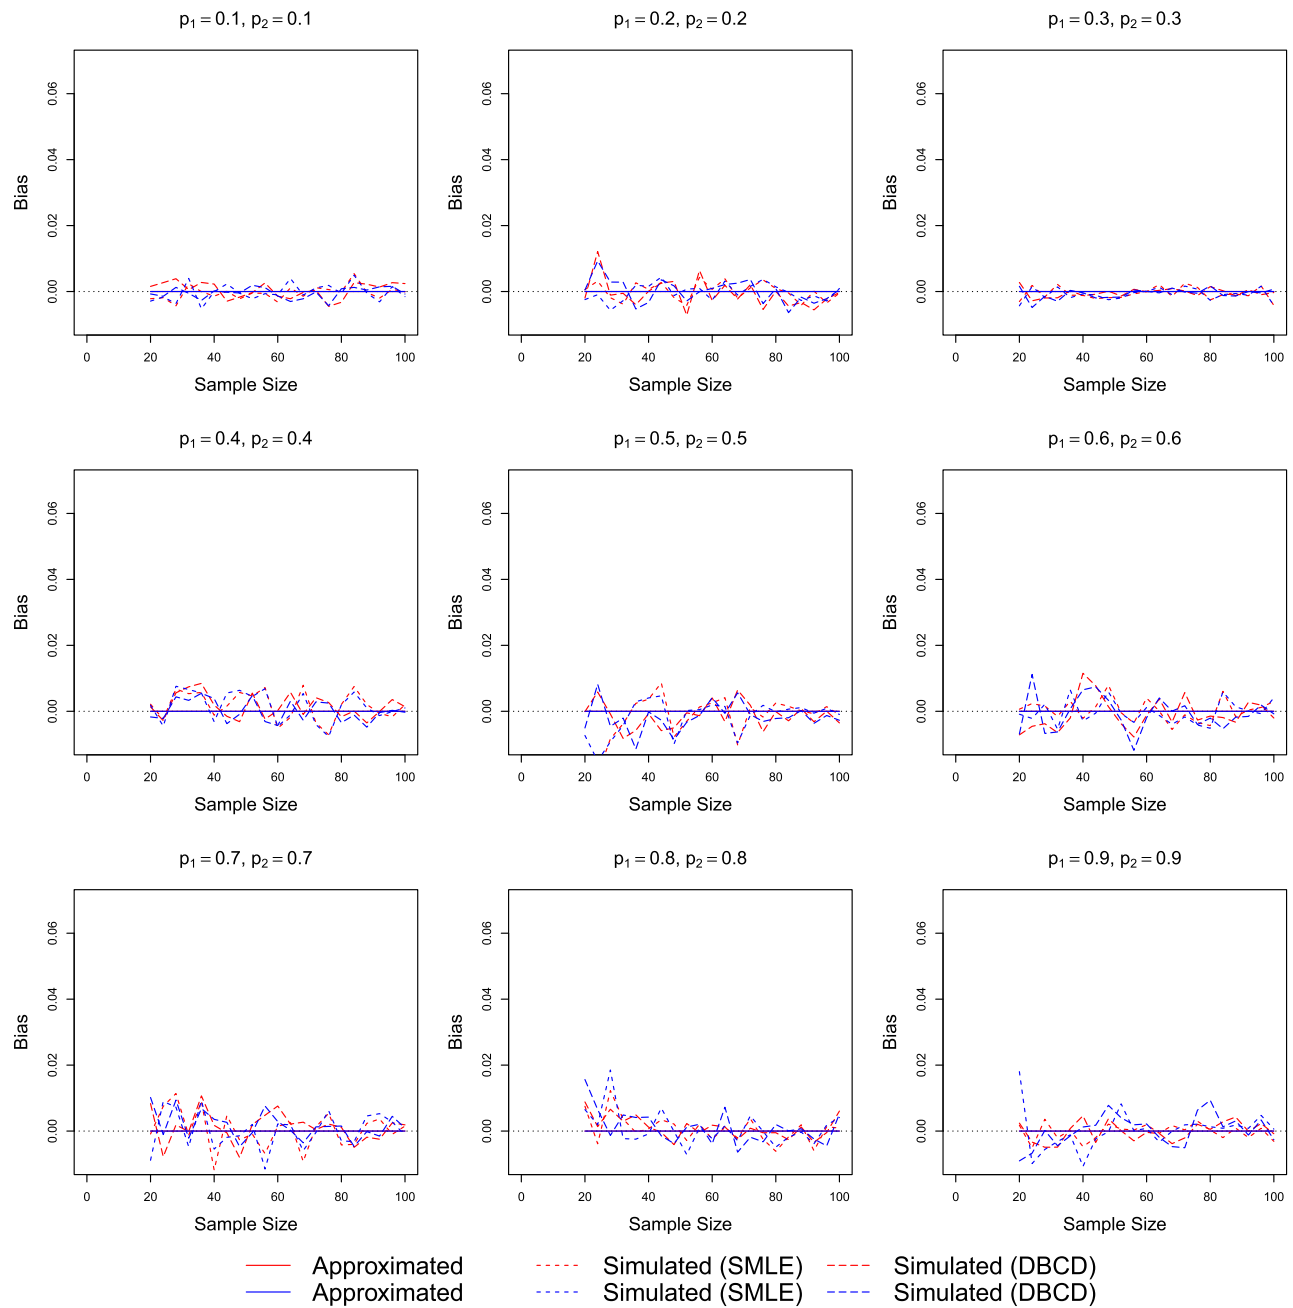 p₁ = 0.1, p₂ = 0.1
p₁ = 0.2, p₂ = 0.2
p₁ = 0.3, p₂ = 0.3
0.06
0.04
0.02
0.00
Bias
0 20 40 60 80 100
Sample Size
0.06
0.04
0.02
0.00
Bias
0 20 40 60 80 100
Sample Size
0.06
0.04
0.02
0.00
Bias
0 20 40 60 80 100
Sample Size
p₁ = 0.4, p₂ = 0.4
p₁ = 0.5, p₂ = 0.5
p₁ = 0.6, p₂ = 0.6
0.06
0.04
0.02
0.00
Bias
0 20 40 60 80 100
Sample Size
0.06
0.04
0.02
0.00
Bias
0 20 40 60 80 100
Sample Size
0.06
0.04
0.02
0.00
Bias
0 20 40 60 80 100
Sample Size
p₁ = 0.7, p₂ = 0.7
p₁ = 0.8, p₂ = 0.8
p₁ = 0.9, p₂ = 0.9
0.06
0.04
0.02
0.00
Bias
0 20 40 60 80 100
Sample Size
0.06
0.04
0.02
0.00
Bias
0 20 40 60 80 100
Sample Size
0.06
0.04
0.02
0.00
Bias
0 20 40 60 80 100
Sample Size
Approximated Simulated (SMLE) Simulated (DBCD)
Approximated Simulated (SMLE) Simulated (DBCD)